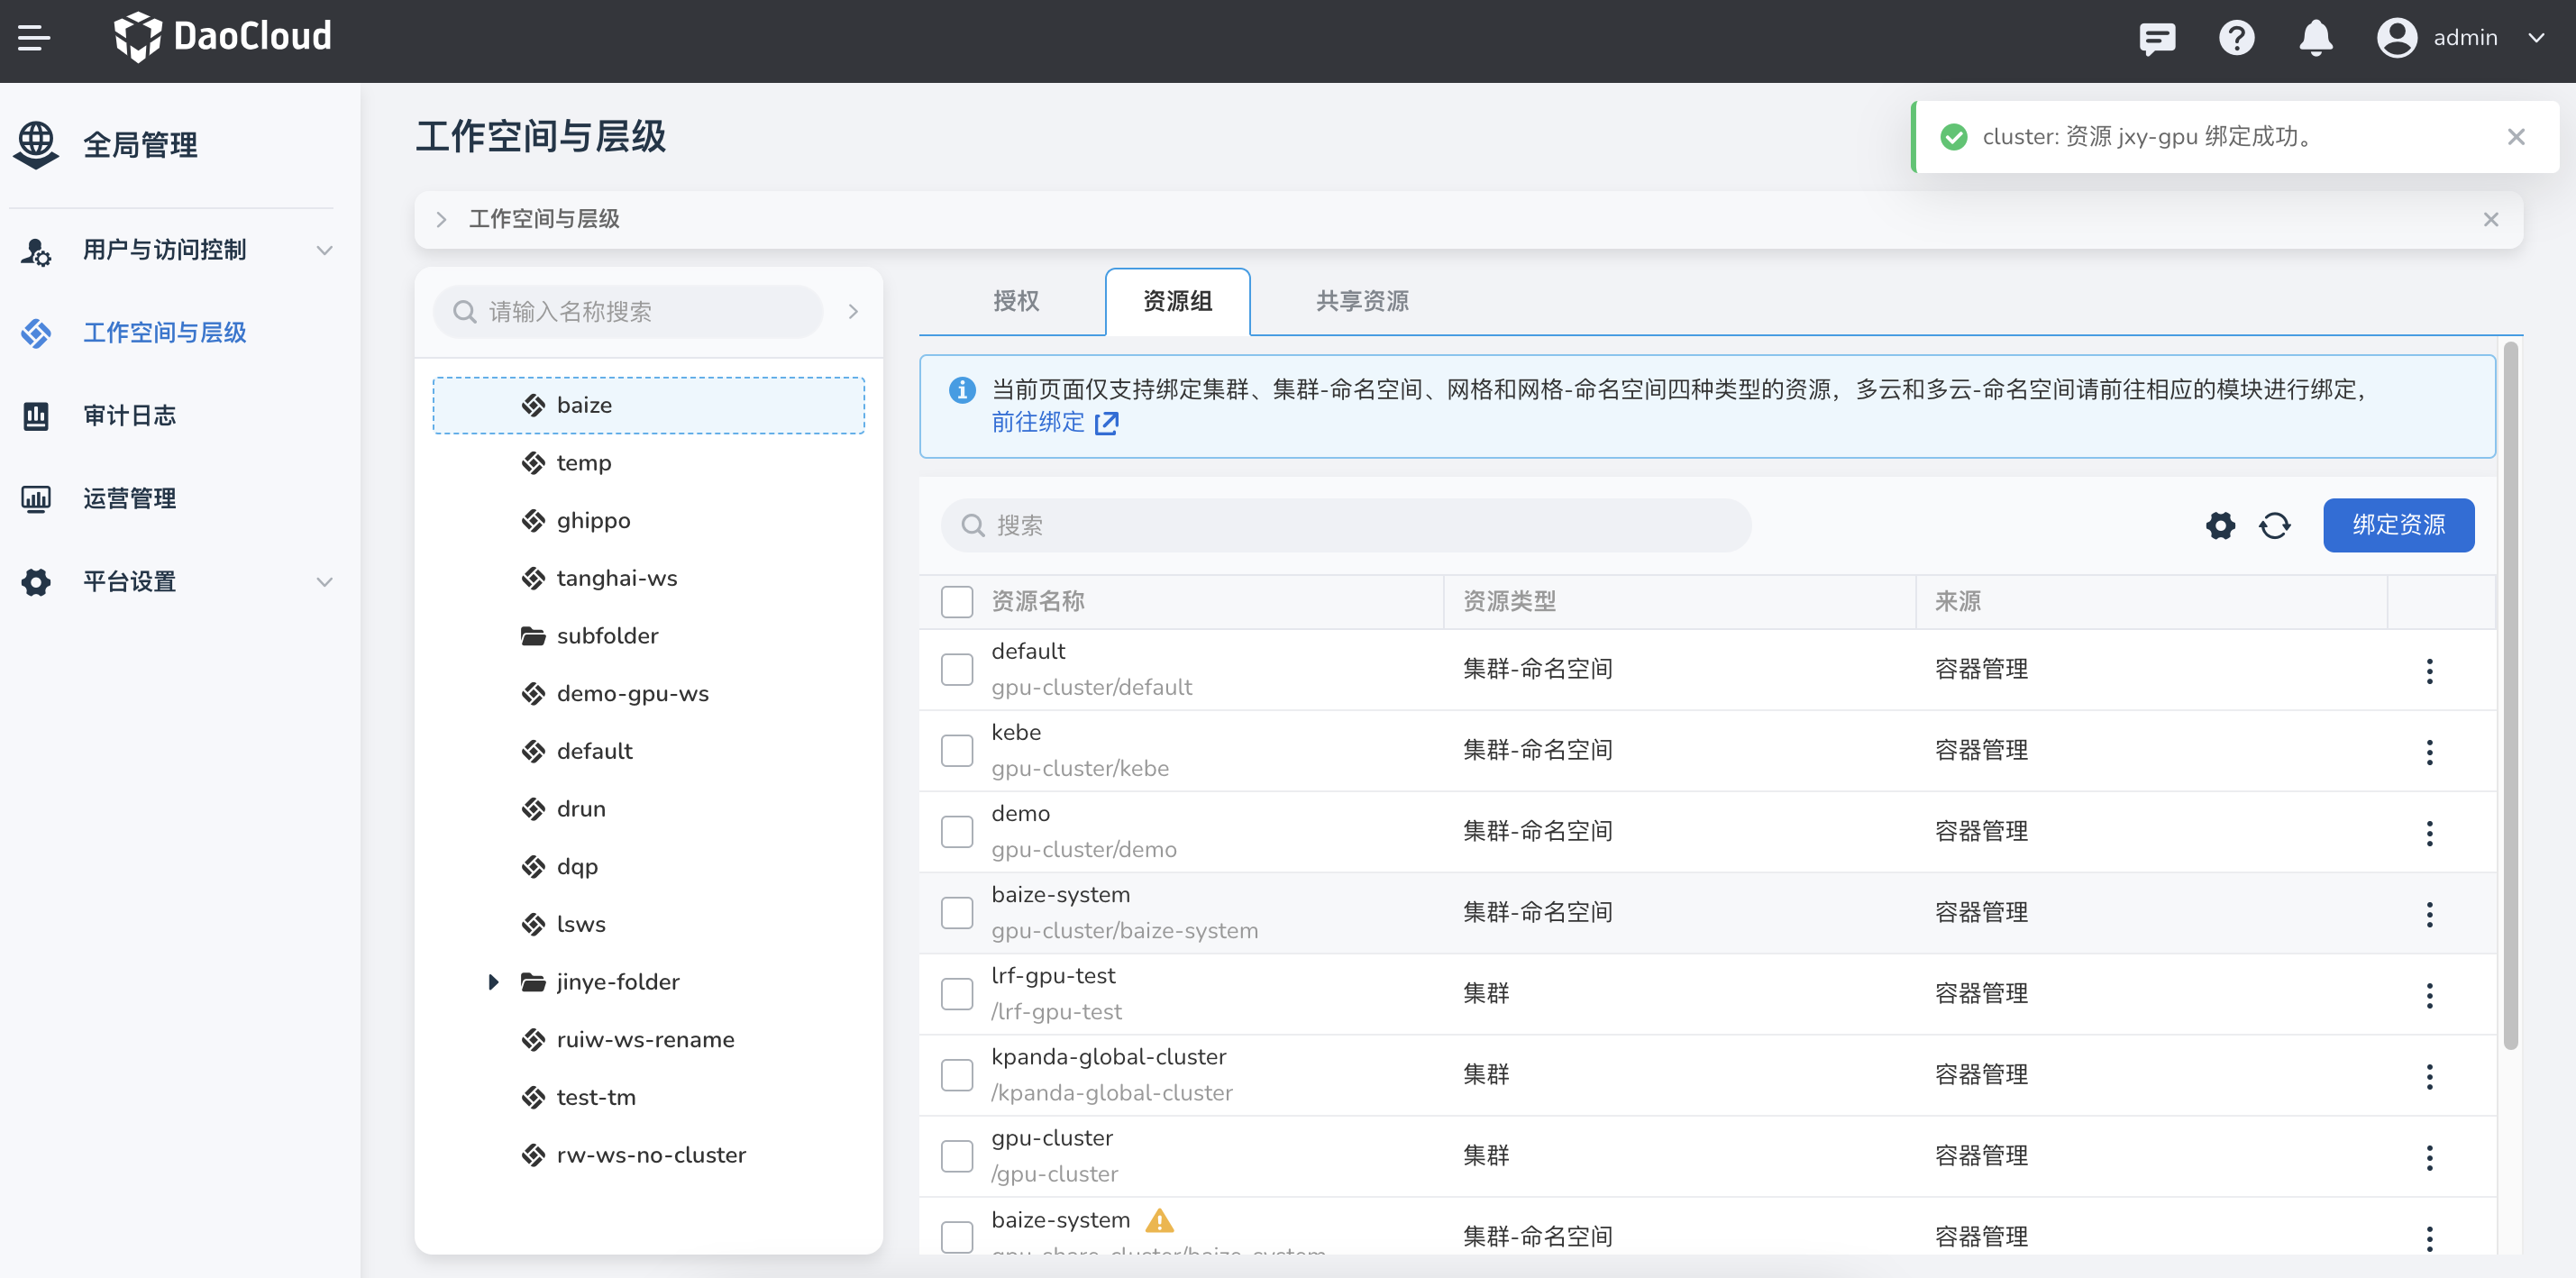 DaoCloud
admin
全局管理
用户与访问控制
工作空间与层级
审计日志
运营管理
平台设置
工作空间与层级
cluster: 资源 jxy-gpu 绑定成功。
工作空间与层级
请输入名称搜索
baize
temp
ghippo
tanghai-ws
subfolder
demo-gpu-ws
default
drun
dqp
lsws
jinye-folder
ruiw-ws-rename
test-tm
rw-ws-no-cluster
授权
资源组
共享资源
当前页面仅支持绑定集群、集群-命名空间、网格和网格-命名空间四种类型的资源，多云和多云-命名空间请前往相应的模块进行绑定，
前往绑定
搜索
绑定资源
资源名称 资源类型 来源
default
gpu-cluster/default
集群-命名空间 容器管理
kebe
gpu-cluster/kebe
集群-命名空间 容器管理
demo
gpu-cluster/demo
集群-命名空间 容器管理
baize-system
gpu-cluster/baize-system
集群-命名空间 容器管理
lrf-gpu-test
/lrf-gpu-test
集群 容器管理
kpanda-global-cluster
/kpanda-global-cluster
集群 容器管理
gpu-cluster
/gpu-cluster
集群 容器管理
baize-system
集群-命名空间 容器管理